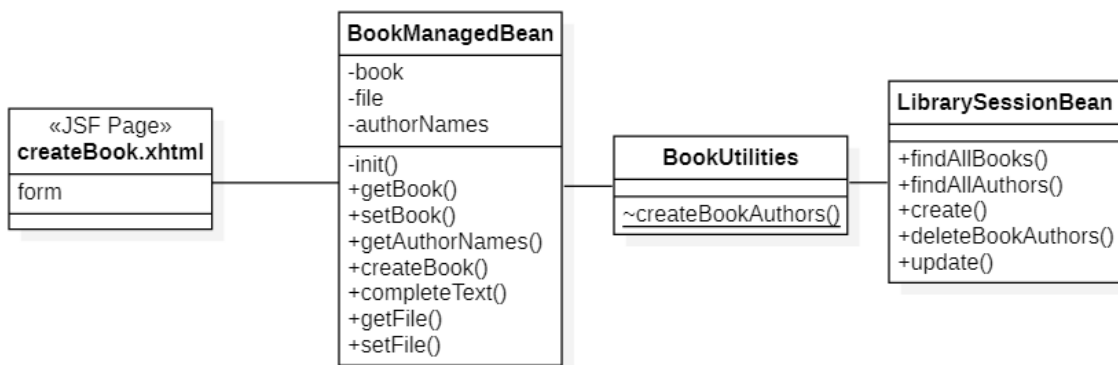 «JSF Page»
createBook.xhtml
form
BookManagedBean
-book
-file
-authorNames
-init()
+getBook()
+setBook()
+getAuthorNames()
+createBook()
+completeText()
+getFile()
+setFile()
BookUtilities
~createBookAuthors()
LibrarySessionBean
+findAllBooks()
+findAllAuthors()
+create()
+deleteBookAuthors()
+update()